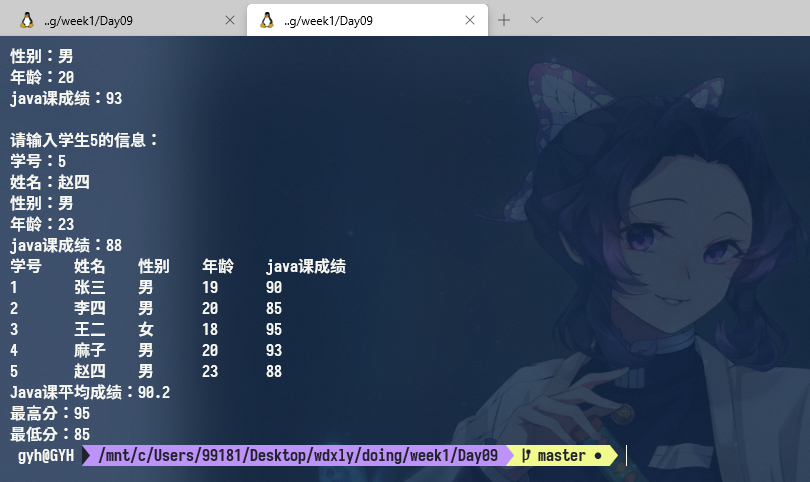 ..g/week1/Day09 ..g/week1/Day09
性别：男
年龄：20
java课成绩：93
请输入学生5的信息：
学号：5
姓名：赵四
性别：男
年龄：23
java课成绩：88
学号 姓名 性别 年龄 java课成绩
1 张三 男 19 90
2 李四 男 20 85
3 王二 女 18 95
4 麻子 男 20 93
5 赵四 男 23 88
Java课平均成绩：90.2
最高分：95
最低分：85
gyh@GYH /mnt/c/Users/99181/Desktop/wdxly/doing/week1/Day09 master ●